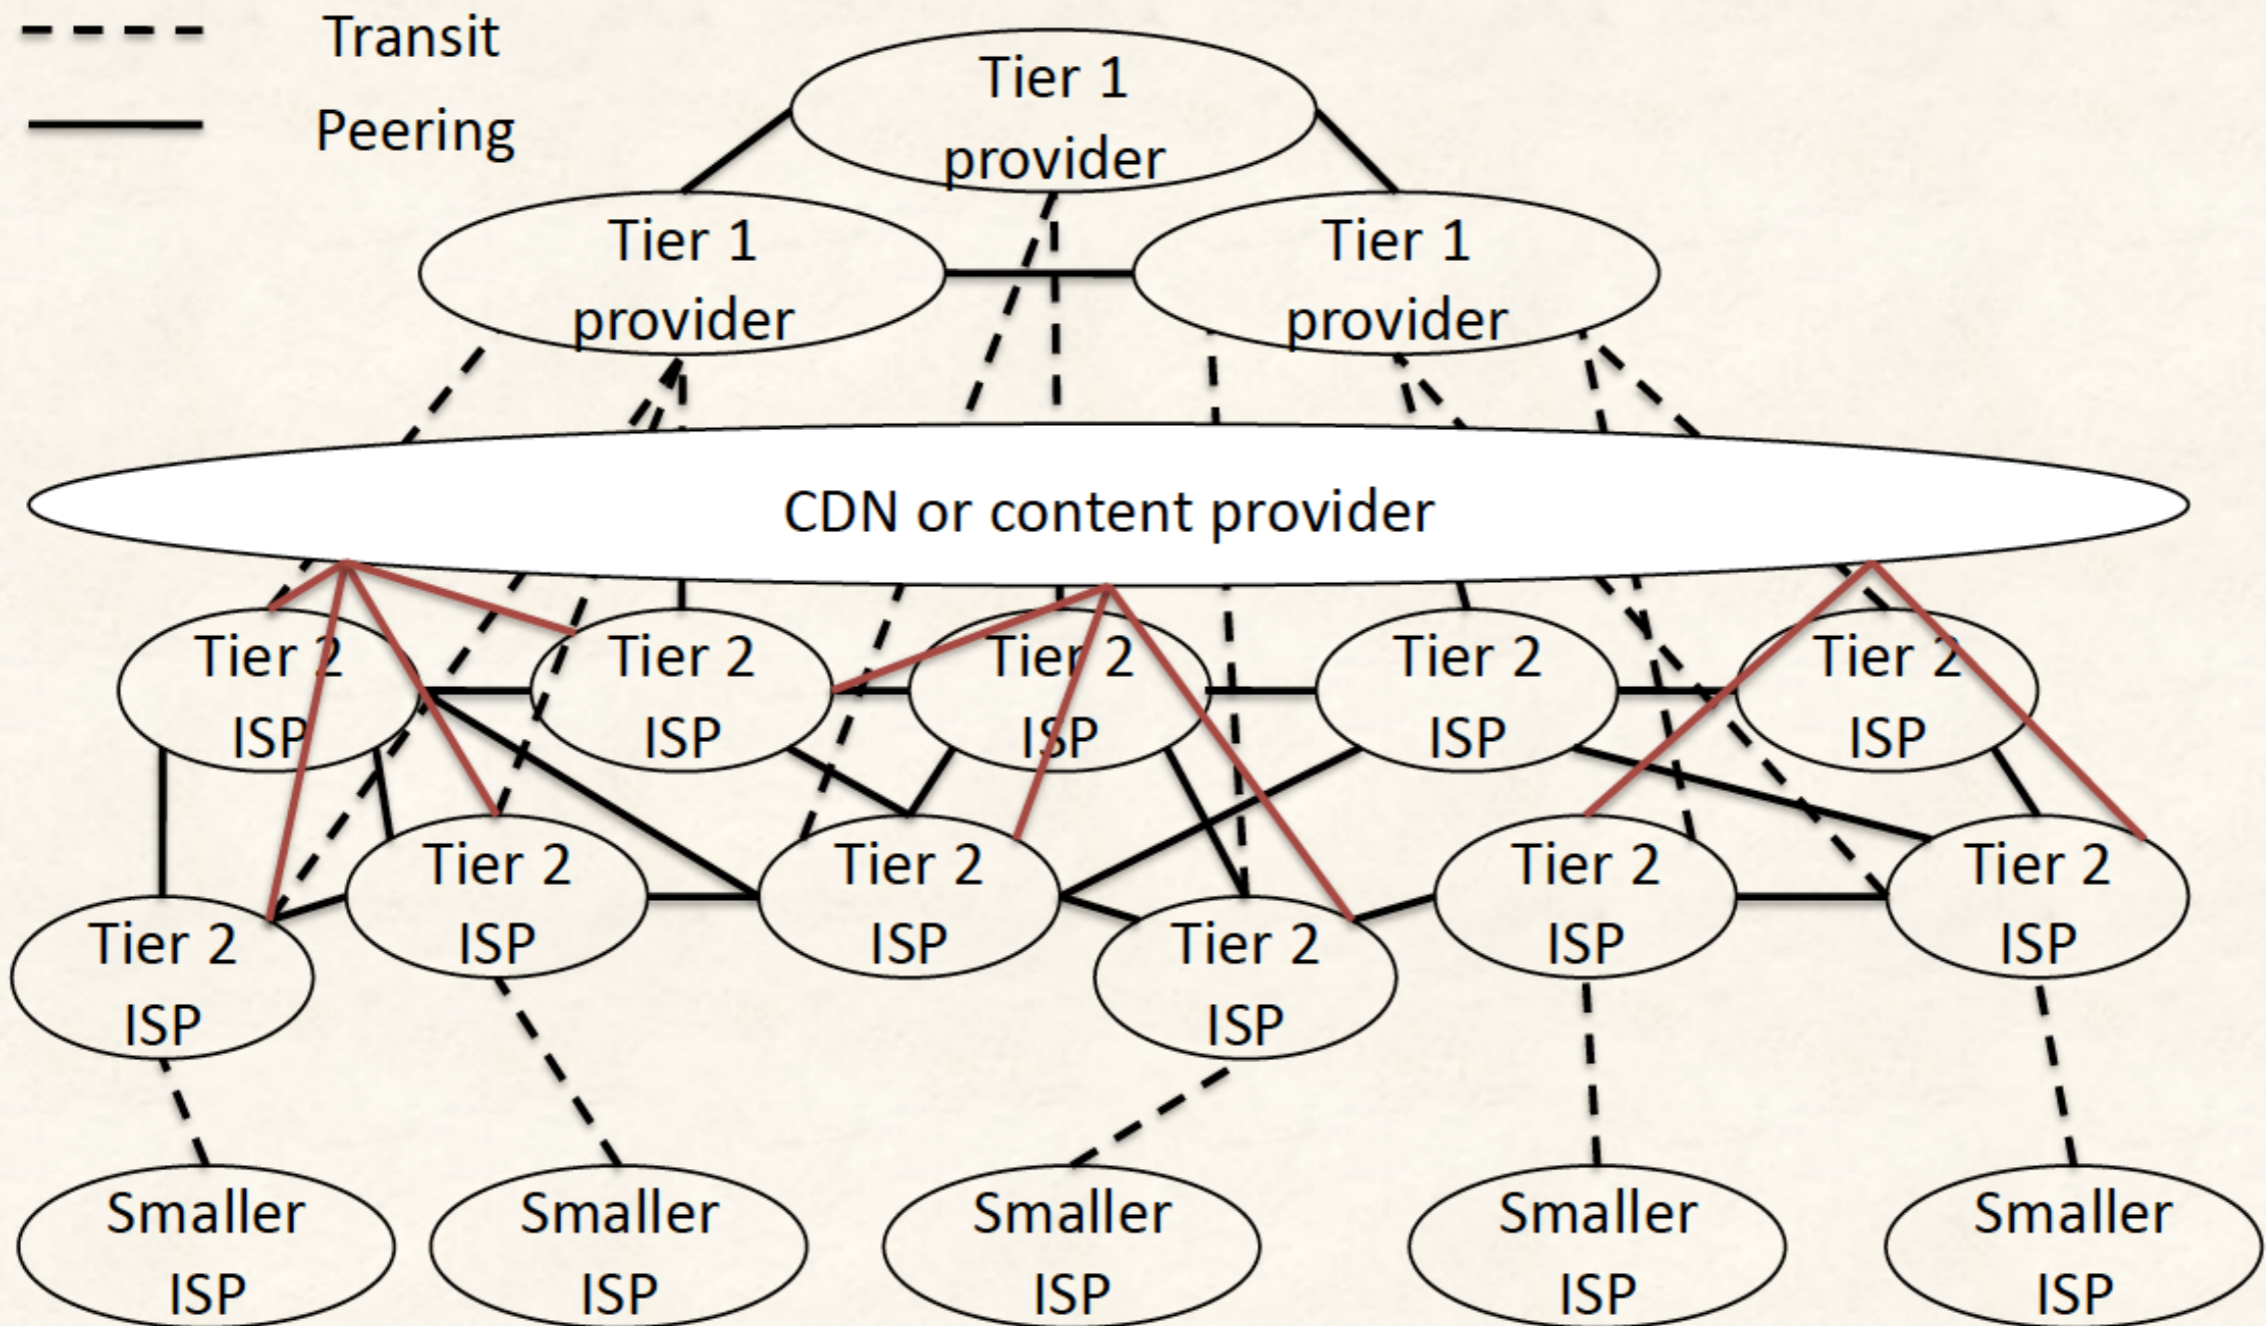 Transit
Peering
Tier 1
provider
Tier 1
provider
Tier 1
provider
CDN or content provider
Tier 2
ISP
Tier 2
ISP
Tier 2
ISP
Tier 2
ISP
Tier 2
ISP
Tier 2
ISP
Tier 2
ISP
Tier 2
ISP
Tier 2
ISP
Tier 2
ISP
Tier 2
ISP
Smaller
ISP
Smaller
ISP
Smaller
ISP
Smaller
ISP
Smaller
ISP